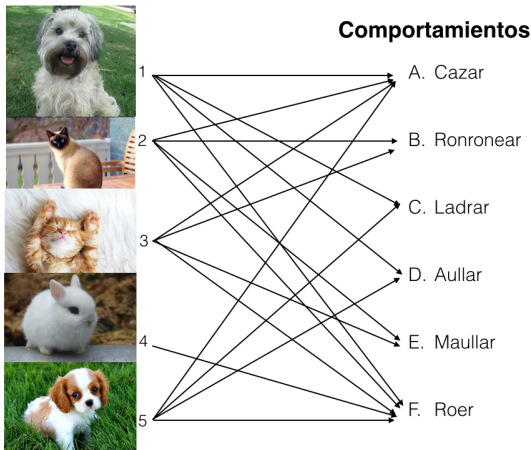 Comportamientos
1
A. Cazar
2
B. Ronronear
C. Ladrar
3
D. Aullar
4
E. Maullar
5
F. Roer